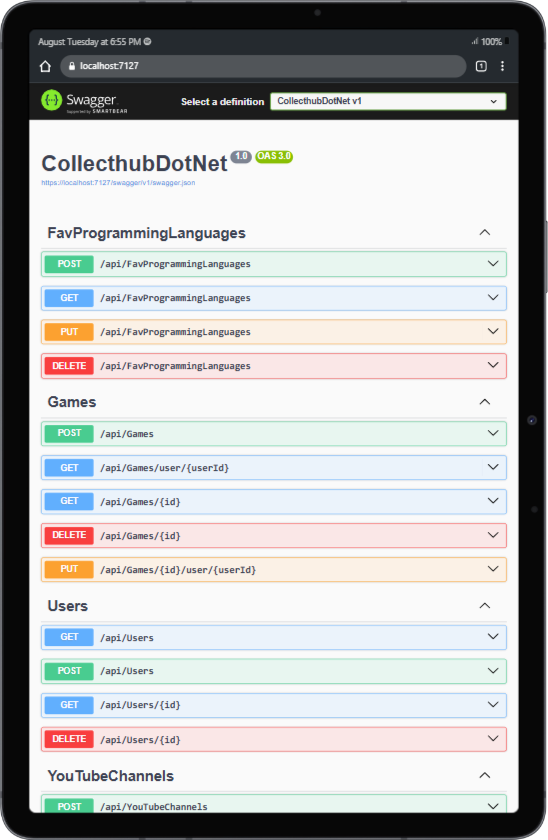 August Tuesday at 6:55 PM
100%
localhost:7127
1
Swagger
Supported by SMARTBEAR
Select a definition
CollecthubDotNet v1
CollecthubDotNet 1.0 OAS 3.0
https://localhost:7127/swagger/v1/swagger.json
FavProgrammingLanguages
POST /api/FavProgrammingLanguages
GET /api/FavProgrammingLanguages
PUT /api/FavProgrammingLanguages
DELETE /api/FavProgrammingLanguages
Games
POST /api/Games
GET /api/Games/user/{userId}
GET /api/Games/{id}
DELETE /api/Games/{id}
PUT /api/Games/{id}/user/{userId}
Users
GET /api/Users
POST /api/Users
GET /api/Users/{id}
DELETE /api/Users/{id}
YouTubeChannels
POST /api/YouTubeChannels